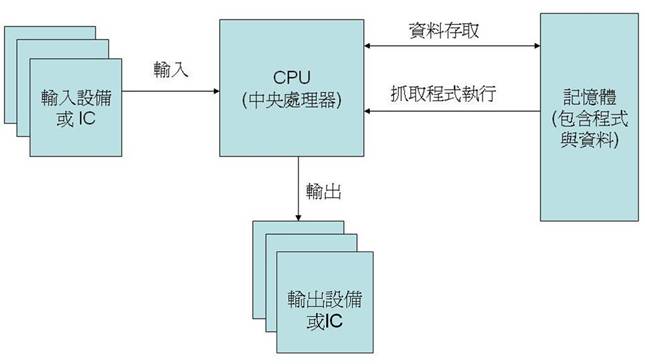 輸入設備
或 IC
輸入
CPU
(中央處理器)
資料存取
抓取程式執行
記憶體
(包含程式
與資料)
輸出
輸出設備
或IC